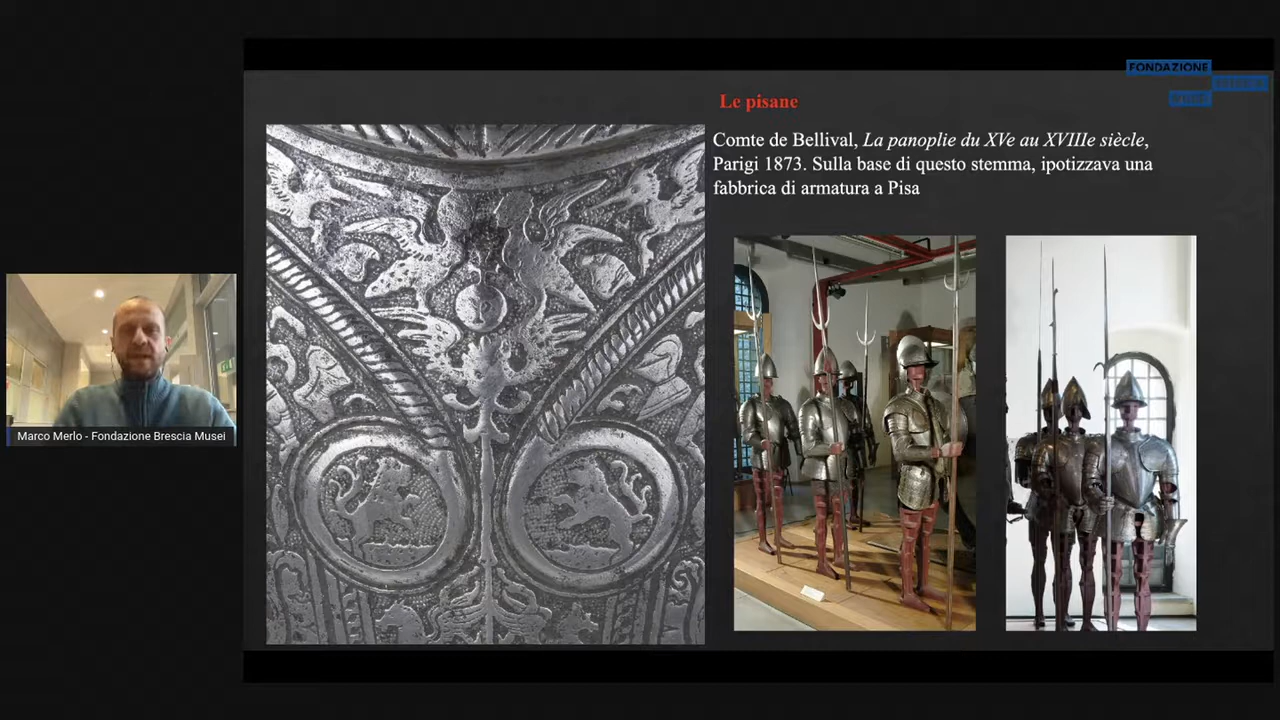 FONDAZIONE
Le pisane
Comte de Bellival, La panoplie du XVe au XVIIIe siècle,
Parigi 1873. Sulla base di questo stemma, ipotizzava una
fabbrica di armatura a Pisa
Marco Merlo - Fondazione Brescia Musei